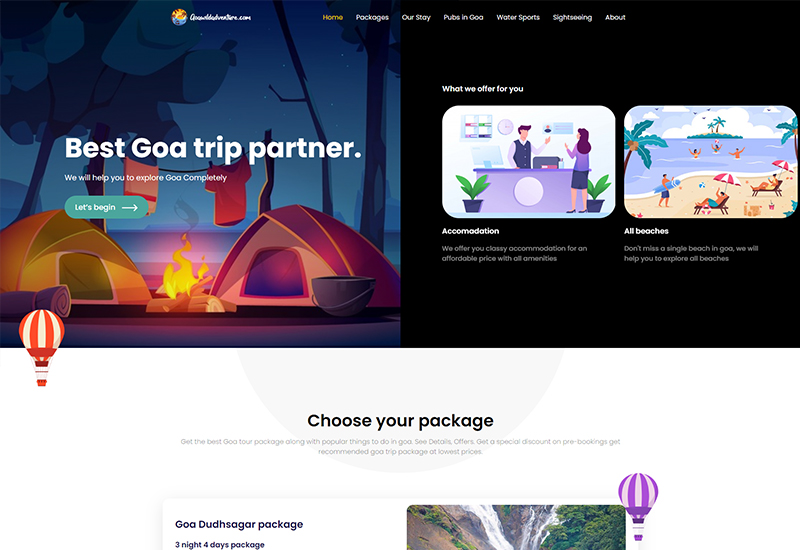 Goawildadventure.com
Home Packages Our Stay Pubs in Goa Water Sports Sightseeing About
Best Goa trip partner.
We will help you to explore Goa Completely
Let's begin
What we offer for you
Accomadation
We offer you classy accommodation for an
affordable price with all amenities
All beaches
Don't miss a single beach in goa, we will
help you to explore all beaches
Choose your package
Get the best Goa tour package along with popular things to do in goa. See Details, Offers. Get a special discount on pre-bookings get
recommended goa trip package at lowest prices.
Goa Dudhsagar package
3 night 4 days package